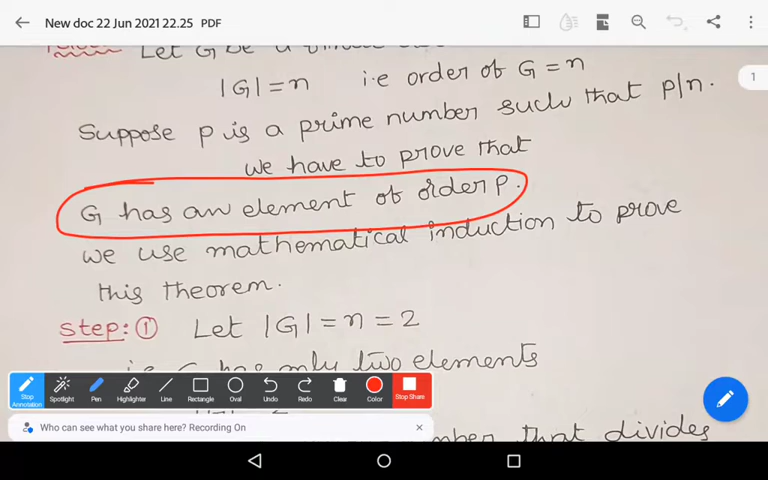 New doc 22 Jun 2021 22.25 PDF
1
Let G be a
|G| = n i.e order of G = n
Suppose P is a prime number such that P/n.
we have to prove that
G has an element of order P.
we use mathematical induction to prove
this theorem.
Step: ① Let |G| = n = 2
i.e G has only two elements
Stop Annotation Spotlight Pen Highlighter Line Rectangle Oval Undo Redo Clear Color Stop Share
Who can see what you share here? Recording On
number that divides